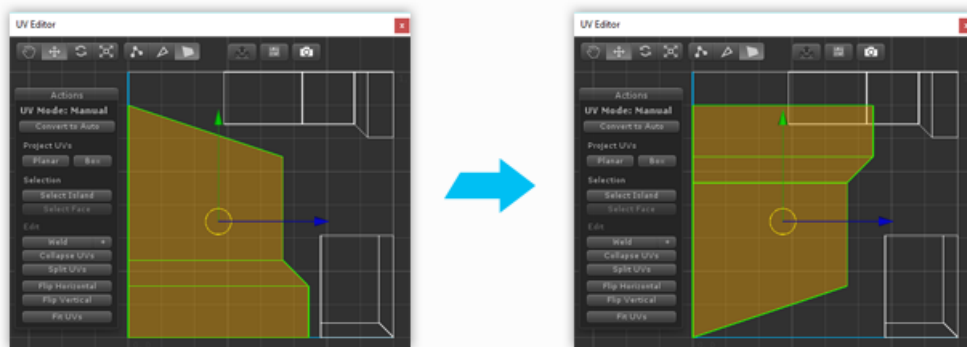 UV Editor
Actions
UV Mode: Manual
Convert to Auto
Project UVs
Planar
Box
Selection
Select Island
Select Face
Edit
Weld
Collapse UVs
Split UVs
Flip Horizontal
Flip Vertical
Fit UVs
UV Editor
Actions
UV Mode: Manual
Convert to Auto
Project UVs
Planar
Box
Selection
Select Island
Select Face
Edit
Weld
Collapse UVs
Split UVs
Flip Horizontal
Flip Vertical
Fit UVs